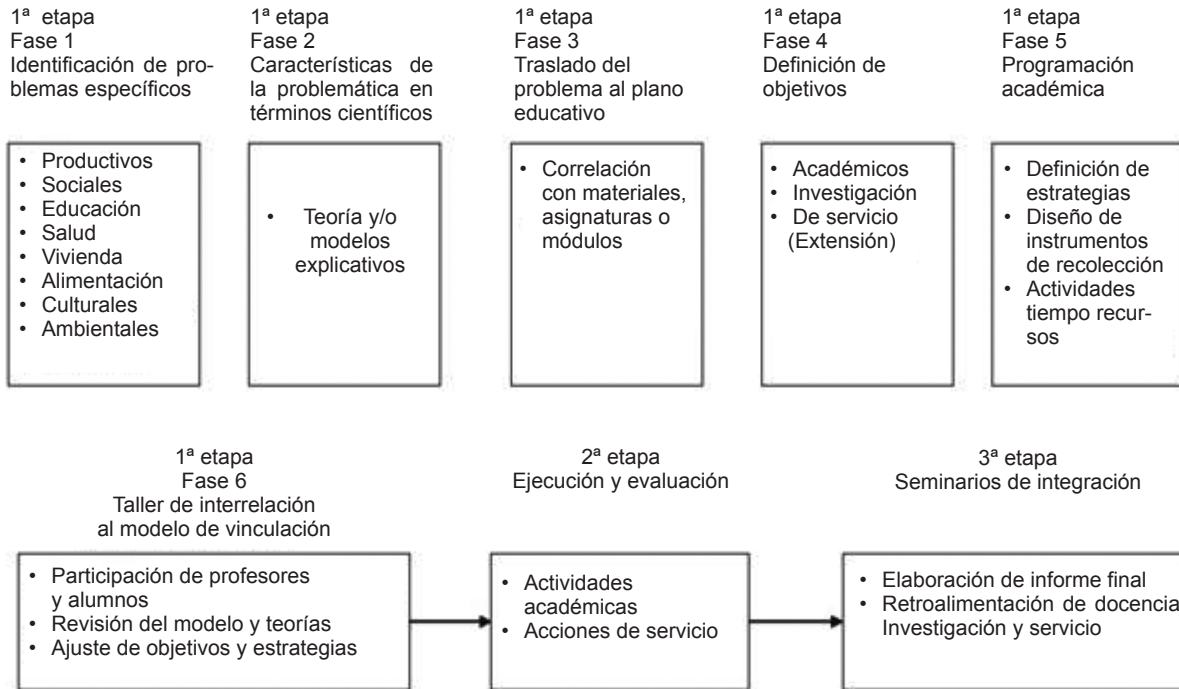 1ª etapa
Fase 1
Identificación de pro-
blemas específicos
1ª etapa
Fase 2
Características de
la problemática en
términos científicos
1ª etapa
Fase 3
Traslado del
problema al plano
educativo
1ª etapa
Fase 4
Definición de
objetivos
1ª etapa
Fase 5
Programación
académica
• Productivos
• Sociales
• Educación
• Salud
• Vivienda
• Alimentación
• Culturales
• Ambientales
• Teoría y/o
modelos
explicativos
• Correlación
con materiales,
asignaturas o
módulos
• Académicos
• Investigación
• De servicio
(Extensión)
• Definición de
estrategias
• Diseño de
instrumentos
de recolección
• Actividades
tiempo recur-
sos
1ª etapa
Fase 6
Taller de interrelación
al modelo de vinculación
2ª etapa
Ejecución y evaluación
3ª etapa
Seminarios de integración
• Participación de profesores
y alumnos
• Revisión del modelo y teorías
• Ajuste de objetivos y estrategias
• Actividades
académicas
• Acciones de servicio
• Elaboración de informe final
• Retroalimentación de docencia
Investigación y servicio